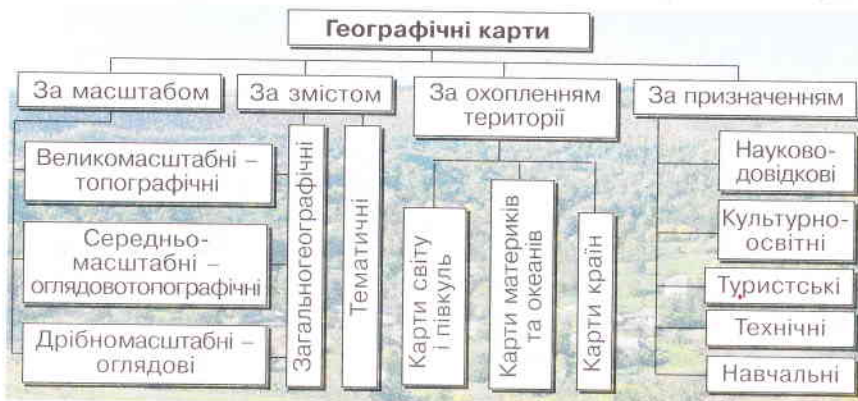 Географічні карти
За масштабом
За змістом
За охопленням
території
За призначенням
Великомасштабні –
топографічні
Середньо-
масштабні –
оглядовотопографічні
Дрібномасштабні –
оглядові
Загальногеографічні
Тематичні
Карти світу
і півкуль
Карти материків
та океанів
Карти країн
Науково-
довідкові
Культурно-
освітні
Туристські
Технічні
Навчальні